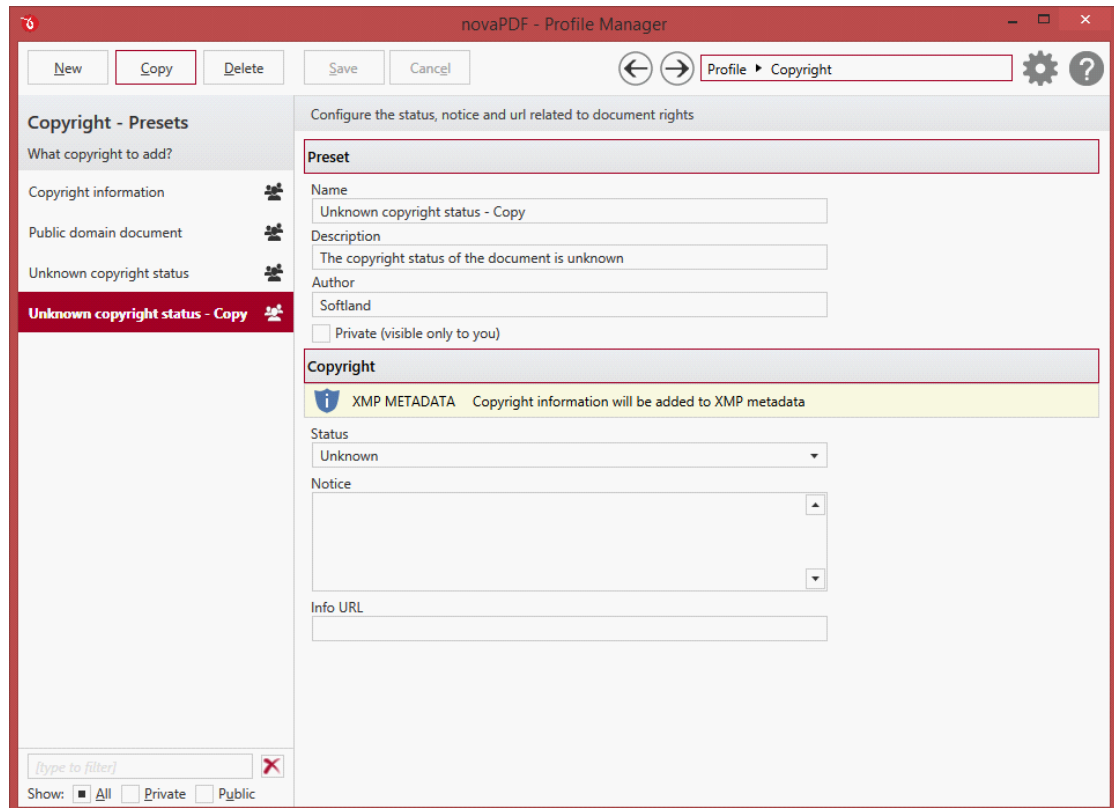 novaPDF - Profile Manager
New Copy Delete Save Cancel Profile Copyright
Copyright - Presets
What copyright to add?
Copyright information
Public domain document
Unknown copyright status
Unknown copyright status - Copy
[type to filter]
Show: All Private Public
Configure the status, notice and url related to document rights
Preset
Name
Unknown copyright status - Copy
Description
The copyright status of the document is unknown
Author
Softland
Private (visible only to you)
Copyright
XMP METADATA Copyright information will be added to XMP metadata
Status
Unknown
Notice
Info URL